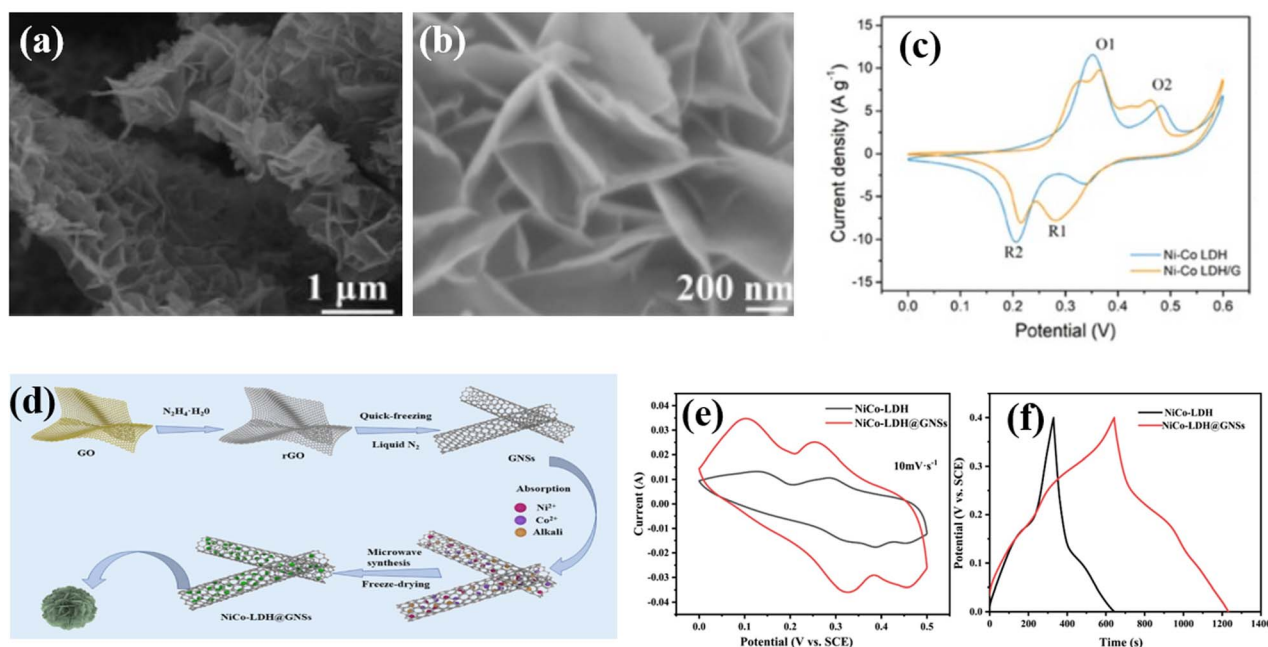 (a)
1 μm
(b)
200 nm
(c)
Current density (A g⁻¹)
15
10
5
0
-5
-10
-15
O1
O2
R2
R1
Ni-Co LDH
Ni-Co LDH/G
0.0 0.1 0.2 0.3 0.4 0.5 0.6
Potential (V)
(d)
N₂H₄·H₂0
Quick-freezing
Liquid N₂
GO
rGO
GNSs
Absorption
Ni²⁺
Co²⁺
Alkali
Microwave
synthesis
Freeze-drying
NiCo-LDH@GNSs
(e)
Current (A)
0.04
0.03
0.02
0.01
0.00
-0.01
-0.02
-0.03
-0.04
NiCo-LDH
NiCo-LDH@GNSs
10mV·s⁻¹
0.0 0.1 0.2 0.3 0.4 0.5
Potential (V vs. SCE)
(f)
Potential (V vs. SCE)
0.4
0.3
0.2
0.1
0.0
NiCo-LDH
NiCo-LDH@GNSs
0 200 400 600 800 1000 1200 1400
Time (s)